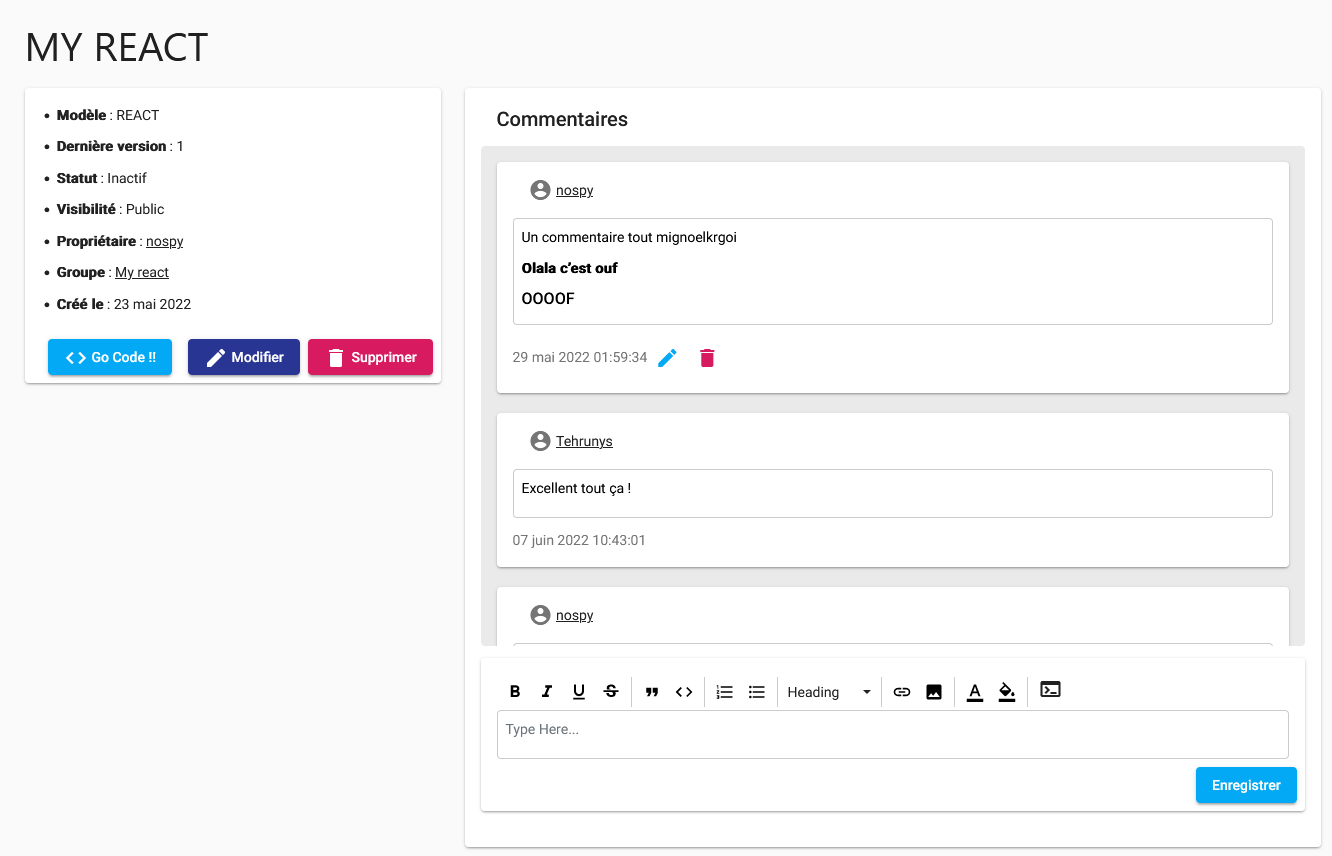 MY REACT
Modèle : REACT
Dernière version : 1
Statut : Inactif
Visibilité : Public
Propriétaire : nospy
Groupe : My react
Créé le : 23 mai 2022
Go Code !! Modifier Supprimer
Commentaires
nospy
Un commentaire tout mignoelkrgoi
Olala c’est ouf
OOOOF
29 mai 2022 01:59:34
Tehrunys
Excellent tout ça !
07 juin 2022 10:43:01
nospy
Heading
Type Here...
Enregistrer